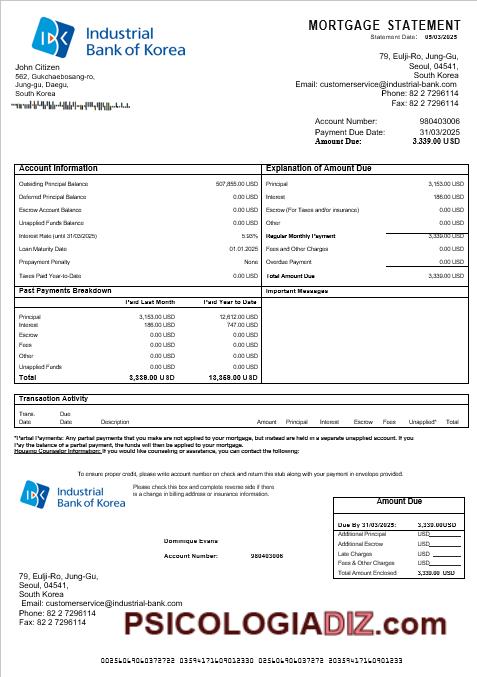 Industrial
Bank of Korea
MORTGAGE STATEMENT
Statement Date: 05/03/2025
John Citizen
562, Gukchaebosang-ro,
Jung-gu, Daegu,
South Korea
79, Eulji-Ro, Jung-Gu,
Seoul, 04541,
South Korea
Email: customerservice@industrial-bank.com
Phone: 82 2 7296114
Fax: 82 2 7296114
Account Number: 980403006
Payment Due Date: 31/03/2025
Amount Due: 3,339.00 USD
Account Information
Outsiding Principal Balance 507,855.00 USD
Deferred Principal Balance 0.00 USD
Escrow Account Balance 0.00 USD
Unapplied Funds Balance 0.00 USD
Interest Rate (until 31/03/2025) 5.93%
Loan Maturity Date 01.01.2025
Prepayment Penalty None
Taxes Paid Year-to-Date 0.00 USD
Explanation of Amount Due
Principal 3,153.00 USD
Interest 186.00 USD
Escrow (For Taxes and/or insurance) 0.00 USD
Other 0.00 USD
Regular Monthly Payment 3,339.00 USD
Fees and Other Charges 0.00 USD
Overdue Payment 0.00 USD
Total Amount Due 3,339.00 USD
Past Payments Breakdown
Paid Last Month Paid Year to Date
Principal 3,153.00 USD 12,612.00 USD
Interest 186.00 USD 747.00 USD
Escrow 0.00 USD 0.00 USD
Fees 0.00 USD 0.00 USD
Other 0.00 USD 0.00 USD
Unapplied Funds 0.00 USD 0.00 USD
Total 3,339.00 USD 13,359.00 USD
Important Messages
Transaction Activity
Trans. Date Due Date Description Amount Principal Interest Escrow Fees Unapplied* Total
*Partial Payments: Any partial payments that you make are not applied to your mortgage, but instead are held in a separate unapplied account. If you
Pay the balance of a partial payment, the funds will then be applied to your mortgage.
Housing Counselor Information: If you would like counseling or assistance, you can contact the following:
To ensure proper credit, please write account number on check and return this stub along with your payment in envelops provided.
Industrial
Bank of Korea
Please check this box and complete reverse side if there
is a change in billing address or insurance information.
Amount Due
Due By 31/03/2025: 3,339.00USD
Additional Principal USD
Additional Escrow USD
Late Charges USD
Fees & Other Charges USD
Total Amount Enclosed 3,339.00 USD
Dominique Evans
Account Number: 980403006
79, Eulji-Ro, Jung-Gu,
Seoul, 04541,
South Korea
Email: customerservice@industrial-bank.com
Phone: 82 2 7296114
Fax: 82 2 7296114
PSICOLOGIADIZ.com